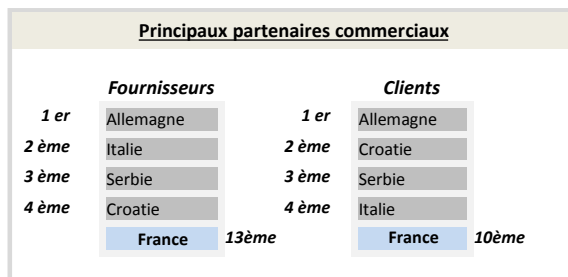 Principaux partenaires commerciaux
Fournisseurs Clients
1 er Allemagne 1 er Allemagne
2 ème Italie 2 ème Croatie
3 ème Serbie 3 ème Serbie
4 ème Croatie 4 ème Italie
France 13ème France 10ème